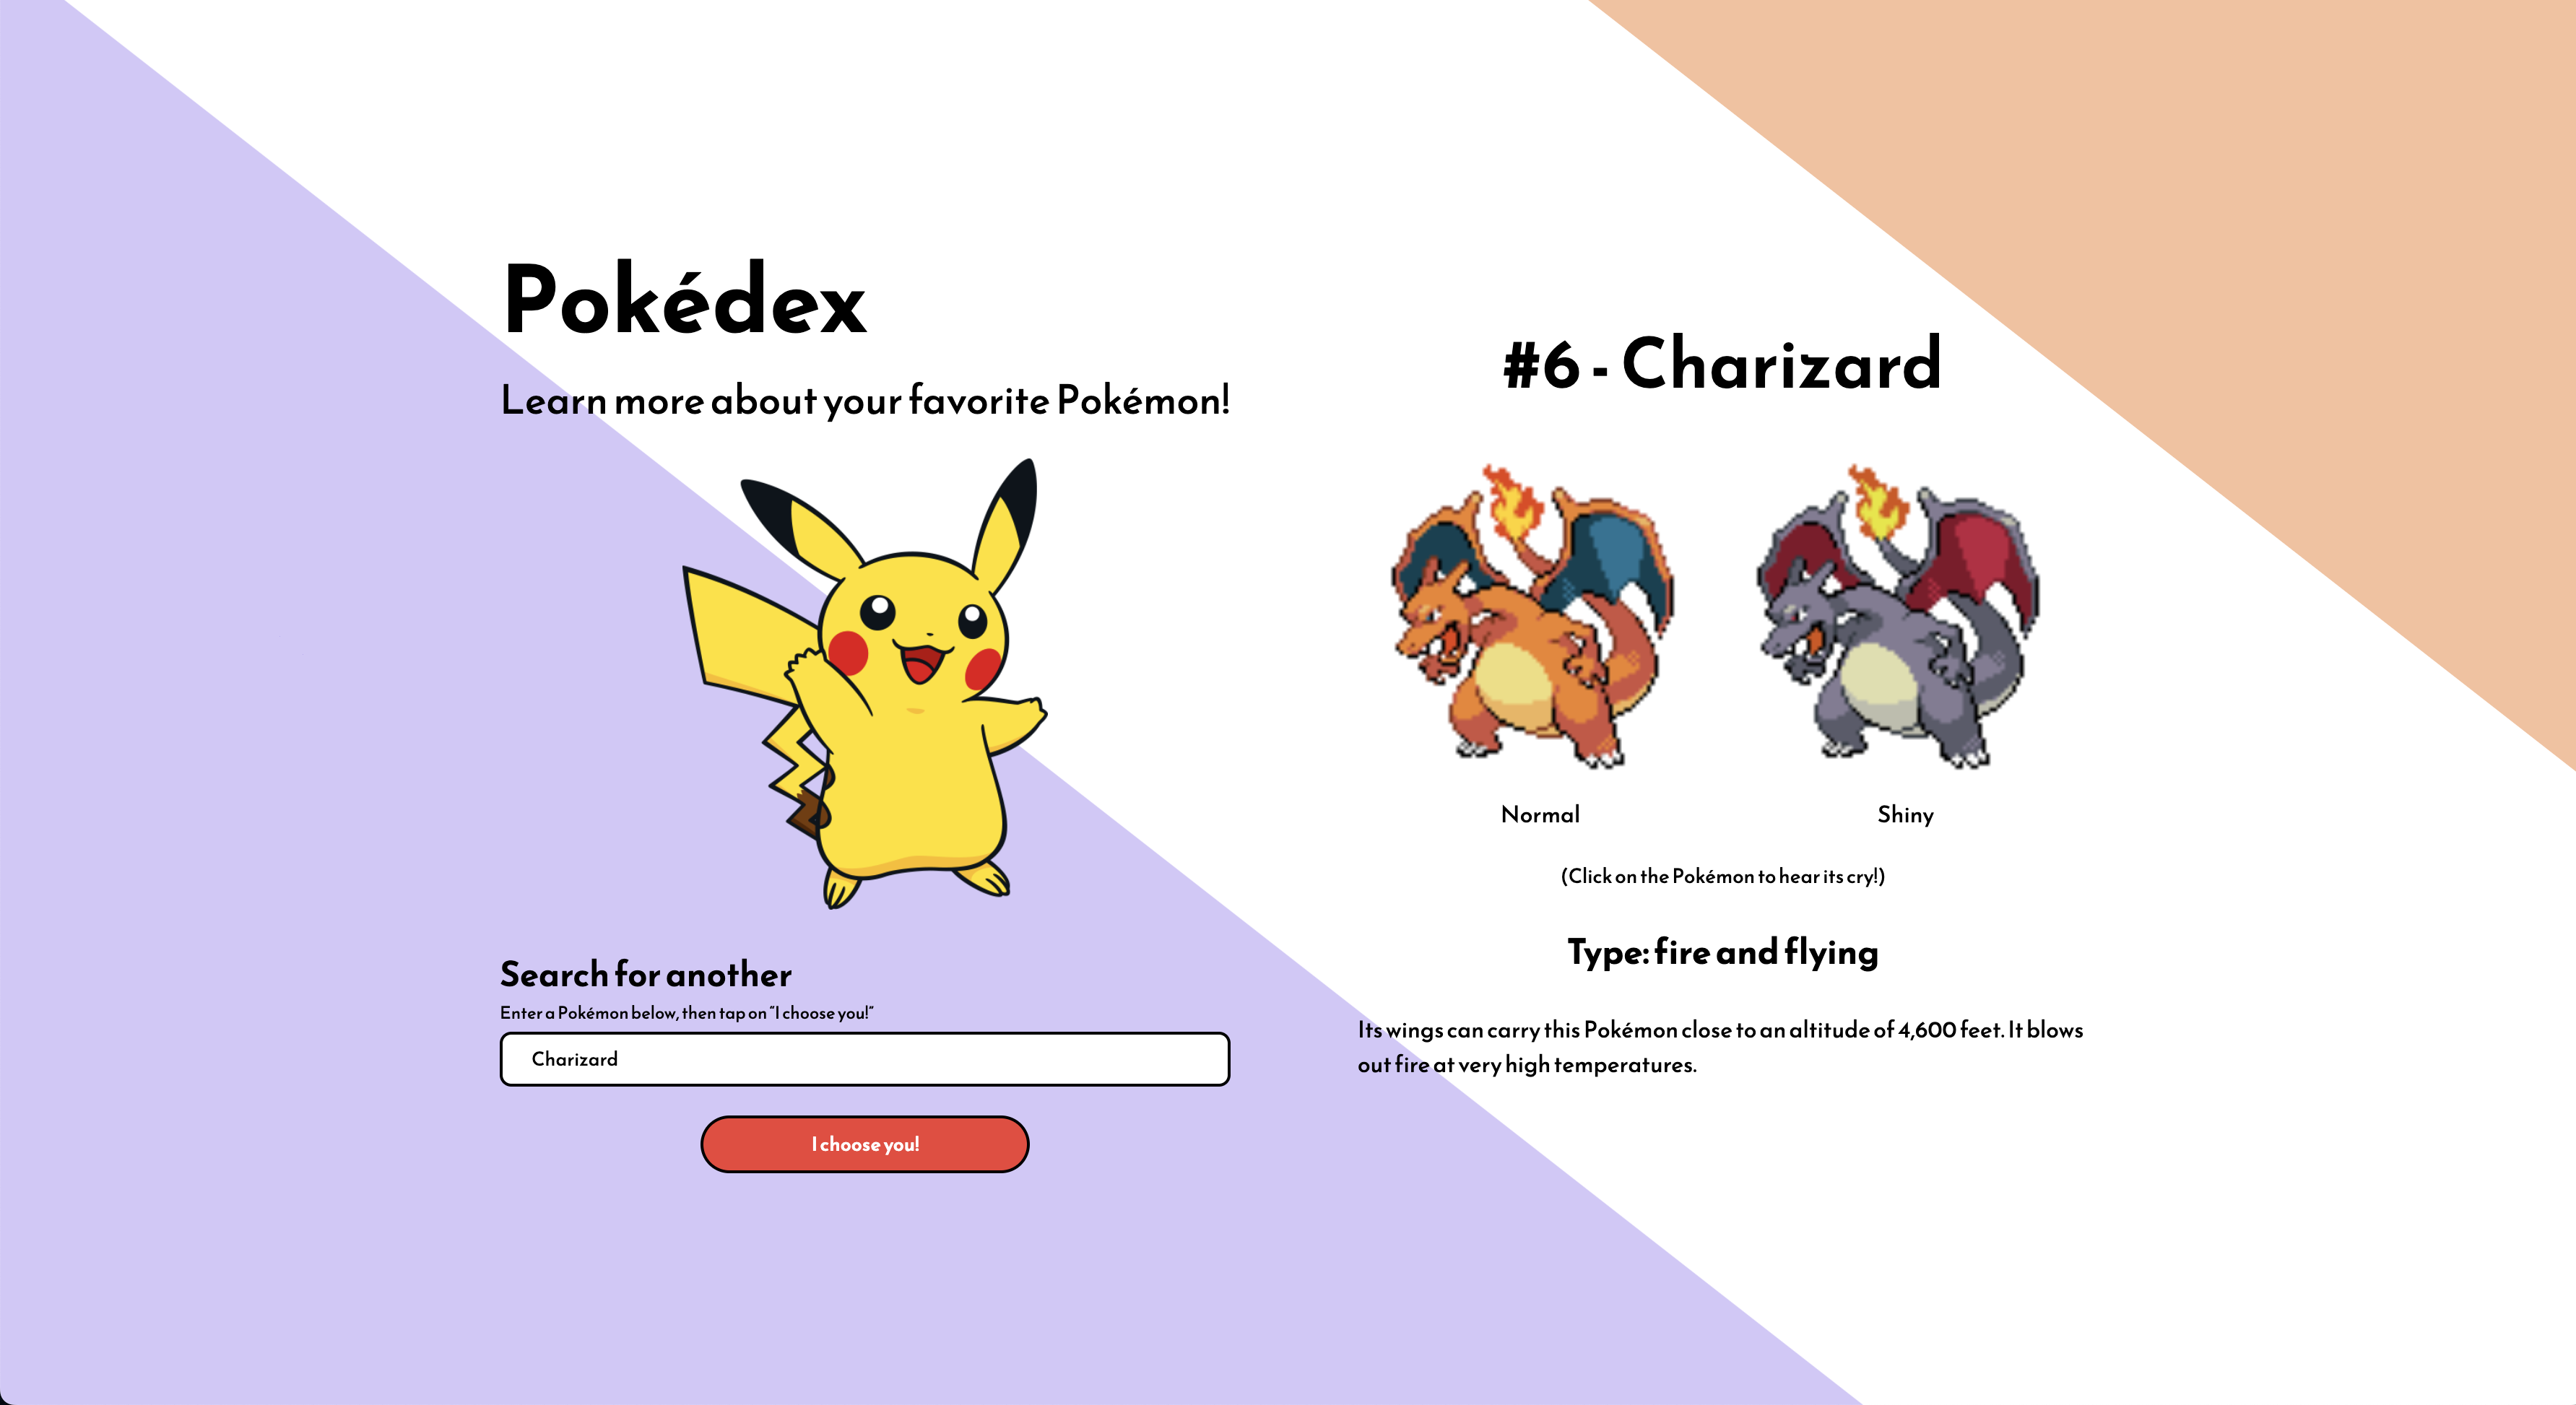 Pokédex
Learn more about your favorite Pokémon!
Search for another
Enter a Pokémon below, then tap on "I choose you!"
Charizard
I choose you!
#6 - Charizard
Normal
Shiny
(Click on the Pokémon to hear its cry!)
Type: fire and flying
Its wings can carry this Pokémon close to an altitude of 4,600 feet. It blows
out fire at very high temperatures.